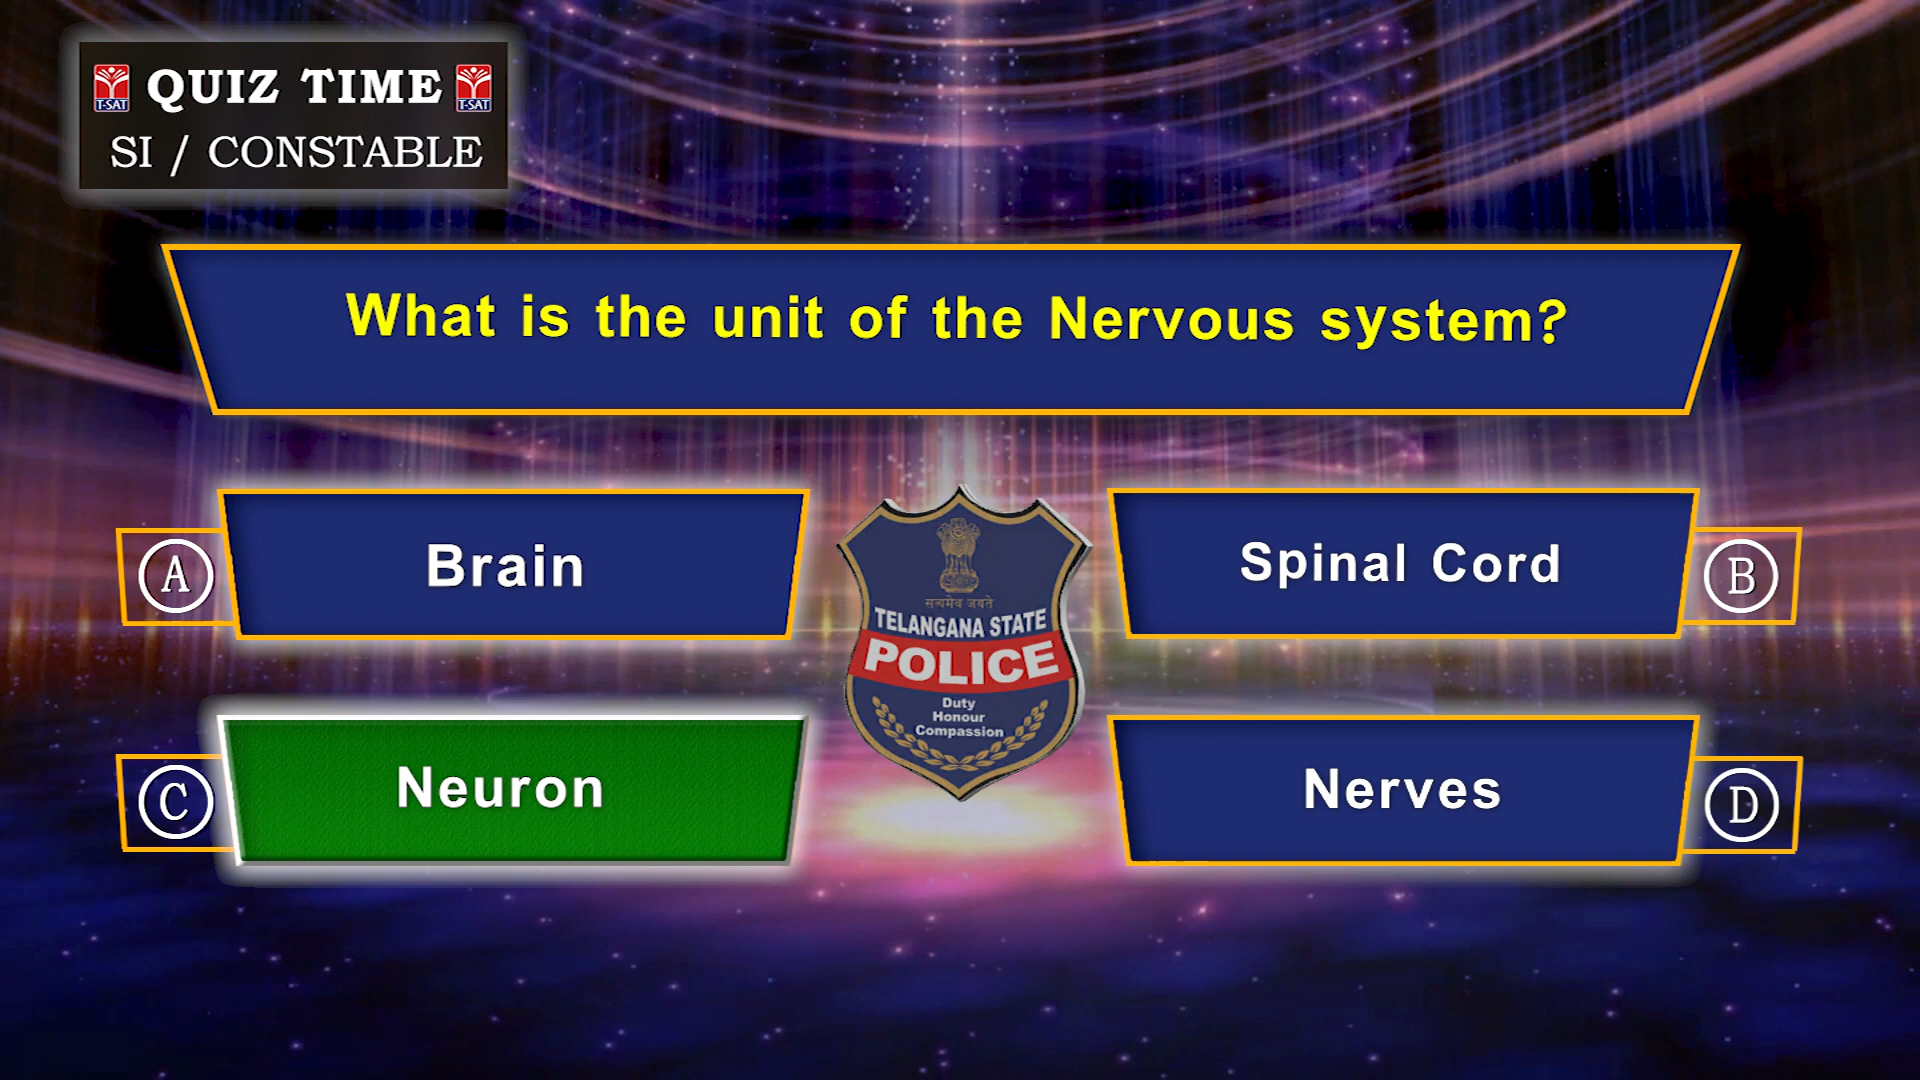 QUIZ TIME
T-SAT
T-SAT
SI / CONSTABLE
What is the unit of the Nervous system?
A
Brain
Spinal Cord
B
सत्यमेव जयते
TELANGANA STATE
POLICE
Duty
Honour
Compassion
C
Neuron
Nerves
D